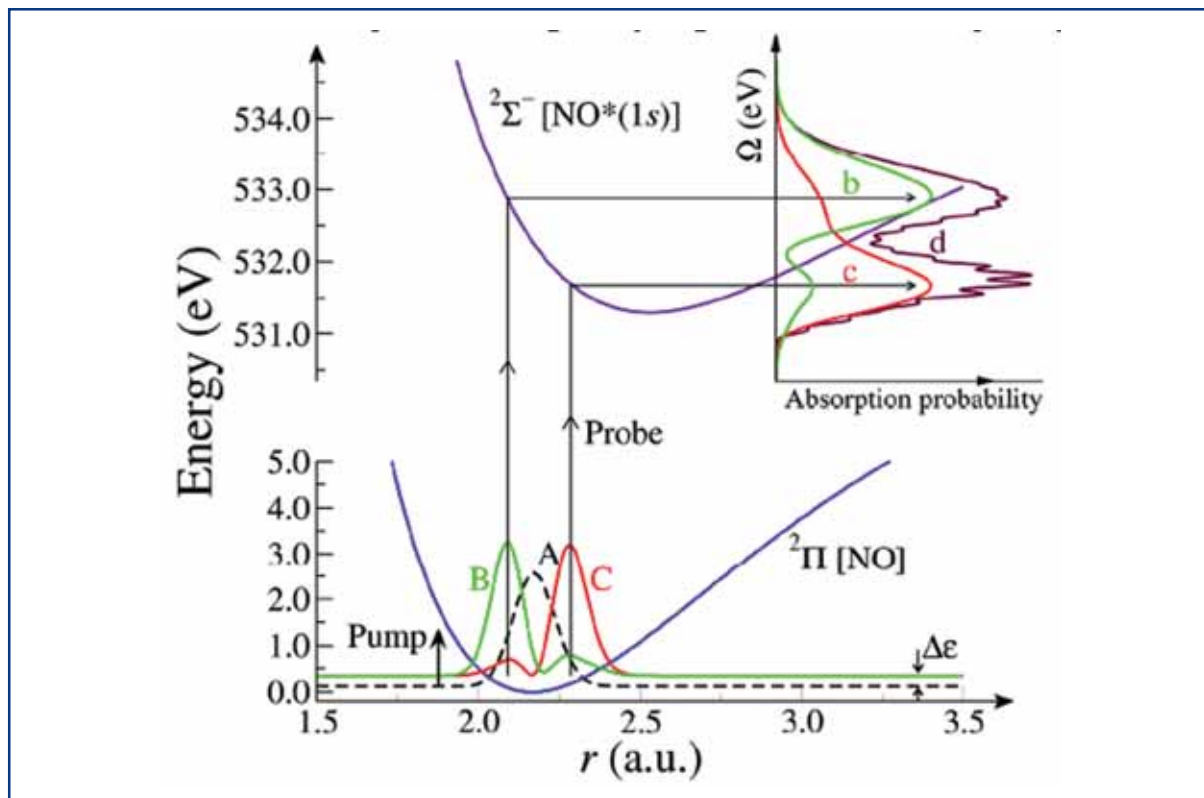 ²Σ⁻ [NO*(1s)]
Ω (eV)
b
d
c
Absorption probability
534.0
533.0
532.0
531.0
Energy (eV)
Probe
5.0
4.0
3.0
2.0
1.0
0.0
²Π [NO]
B
A
C
Pump
Δε
1.5
2.0
2.5
3.0
3.5
r (a.u.)